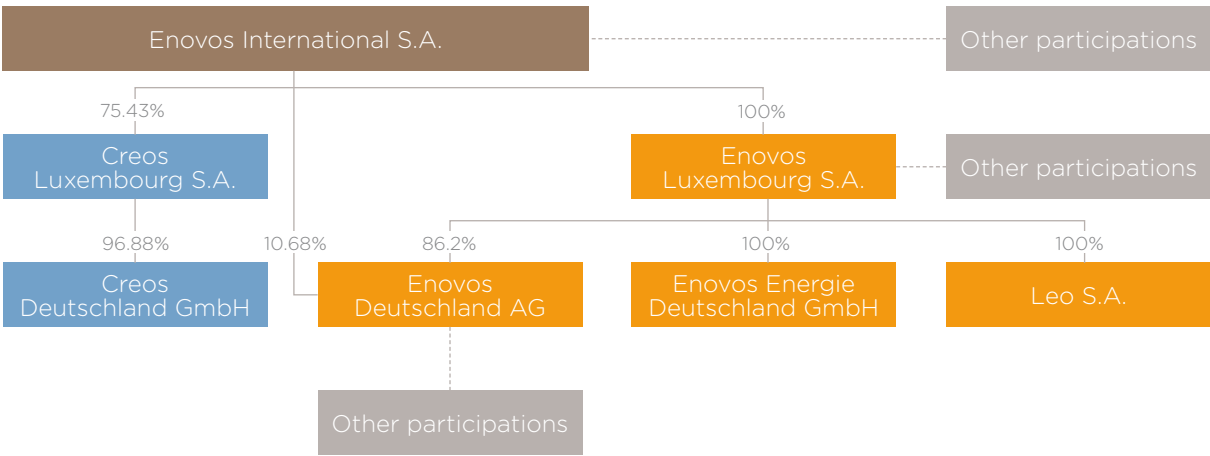 Enovos International S.A.
Other participations
75.43%
100%
Creos
Luxembourg S.A.
Enovos
Luxembourg S.A.
Other participations
96.88%
10.68%
86.2%
100%
100%
Creos
Deutschland GmbH
Enovos
Deutschland AG
Enovos Energie
Deutschland GmbH
Leo S.A.
Other participations